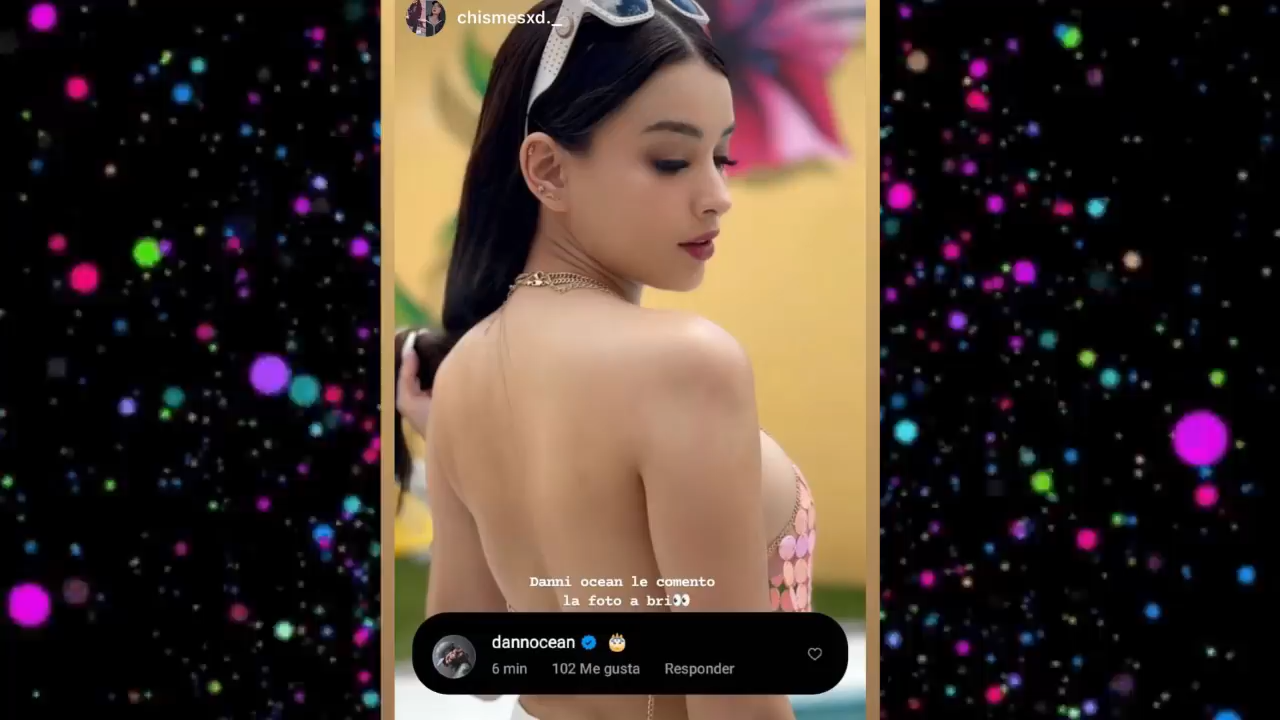 chismesxd._
Danni ocean le comento
la foto a bri👀
dannocean
6 min 102 Me gusta Responder